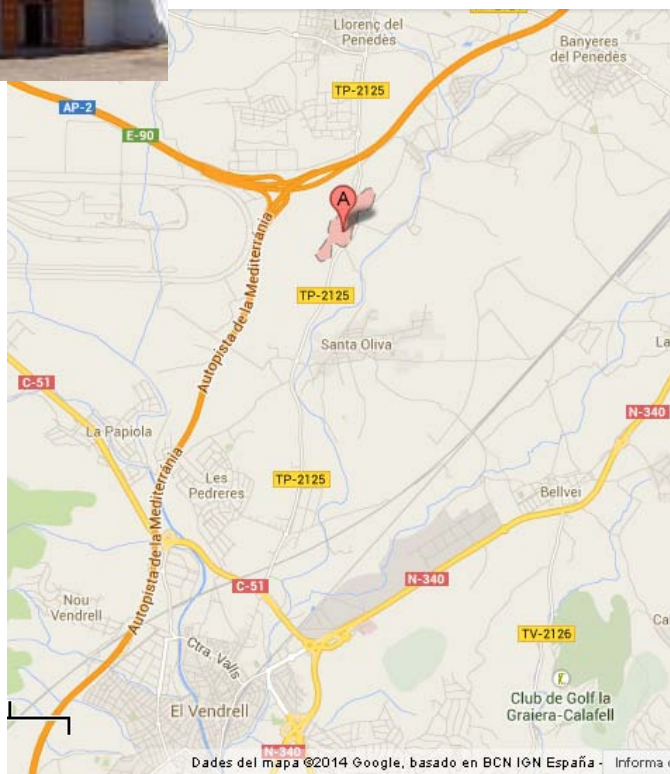 Llorenç del
Penedès
Banyeres
del Penedès
TP-2125
AP-2
E-90
A
Autopista de la Mediterrània
TP-2125
Santa Oliva
C-51
N-340
La Papiola
Autopista de la Mediterrània
Les
Pedreres
TP-2125
Bellvei
C-51
N-340
Nou
Vendrell
TV-2126
Ctra. Valls
Club de Golf la
Graiera-Calafell
El Vendrell
N-340
Dades del mapa ©2014 Google, basado en BCN IGN España - Informa